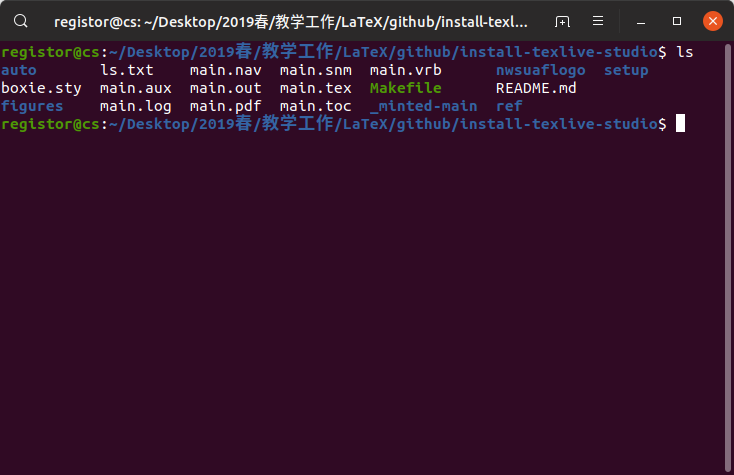 registor@cs: ~/Desktop/2019春/教学工作/LaTeX/github/install-texl...
registor@cs:~/Desktop/2019春/教学工作/LaTeX/github/install-texlive-studio$ ls
auto ls.txt main.nav main.snm main.vrb nwsuaflogo setup
boxie.sty main.aux main.out main.tex Makefile README.md
figures main.log main.pdf main.toc _minted-main ref
registor@cs:~/Desktop/2019春/教学工作/LaTeX/github/install-texlive-studio$